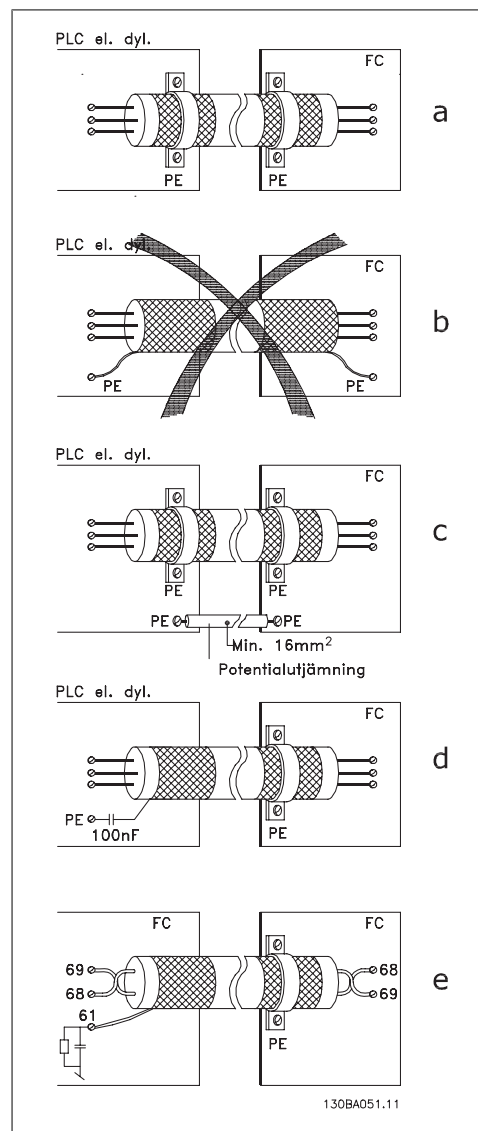 PLC el. dyl.
FC
PE
PE
a
PLC el. dyl.
FC
PE
PE
b
PLC el. dyl.
FC
PE
PE
PE
PE
Min. 16mm²
Potentialutjämning
c
PLC el. dyl.
FC
PE
100nF
PE
d
FC
FC
69
68
61
68
69
PE
e
130BA051.11